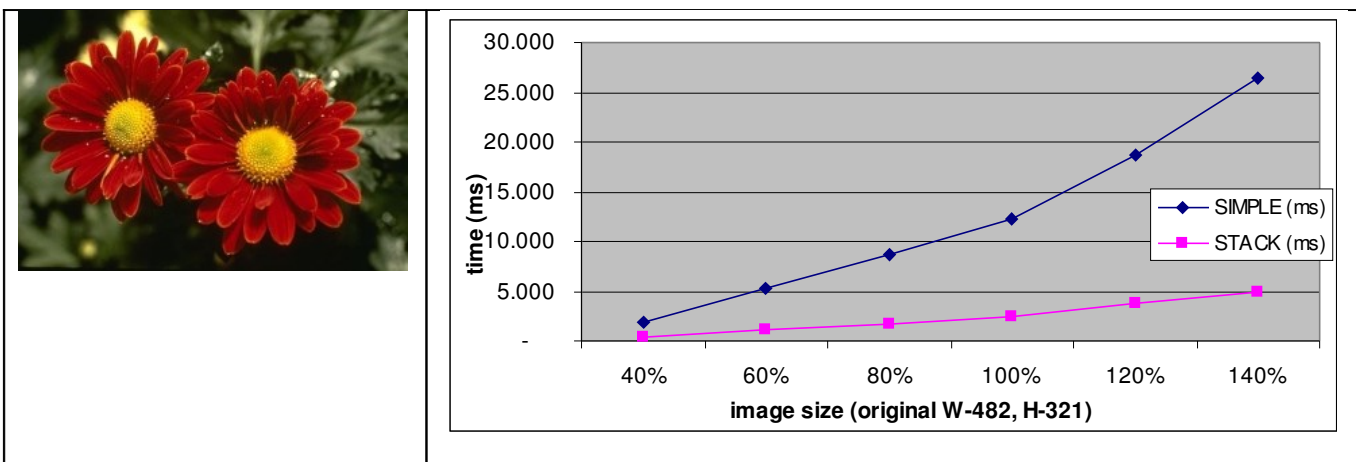 30.000
25.000
20.000
15.000
10.000
5.000
-
time (ms)
40% 60% 80% 100% 120% 140%
image size (original W-482, H-321)
SIMPLE (ms)
STACK (ms)